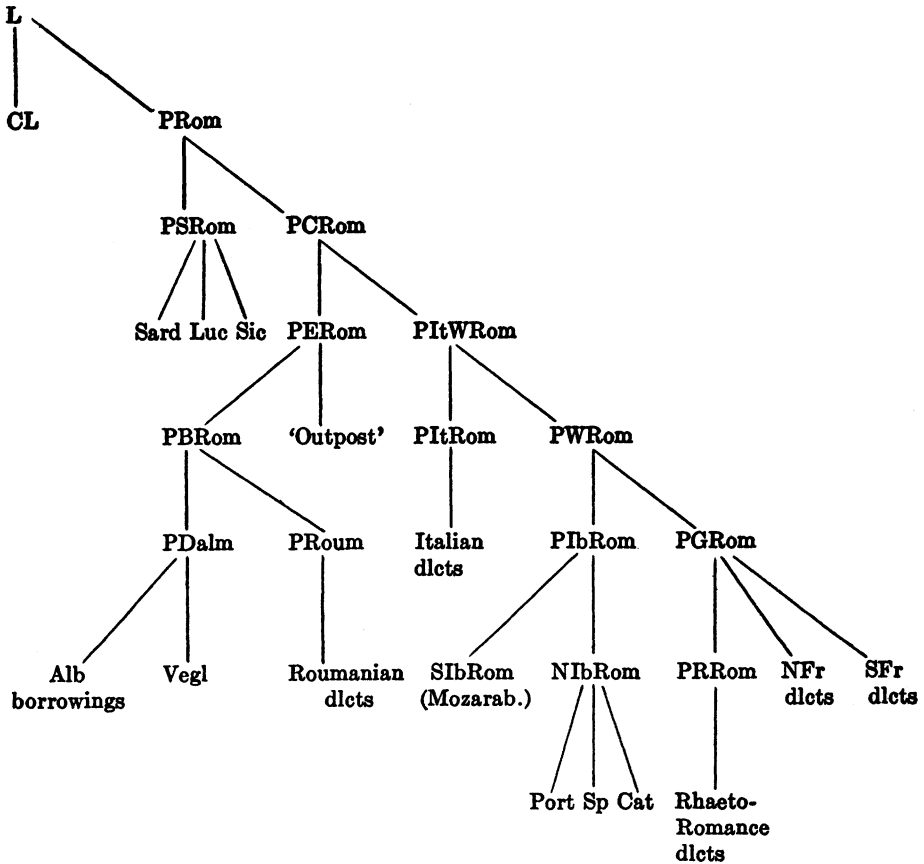 L
CL PRom
PSRom PCRom
Sard Luc Sic PERom PItWRom
PBRom ‘Outpost’ PItRom PWRom
PDalm PRoum Italian PIbRom PGRom
dlcts
Alb Vegl Roumanian SIbRom NIbRom PRRom NFr SFr
borrowings dlcts (Mozarab.) dlcts dlcts
Port Sp Cat Rhaeto-
Romance
dlcts